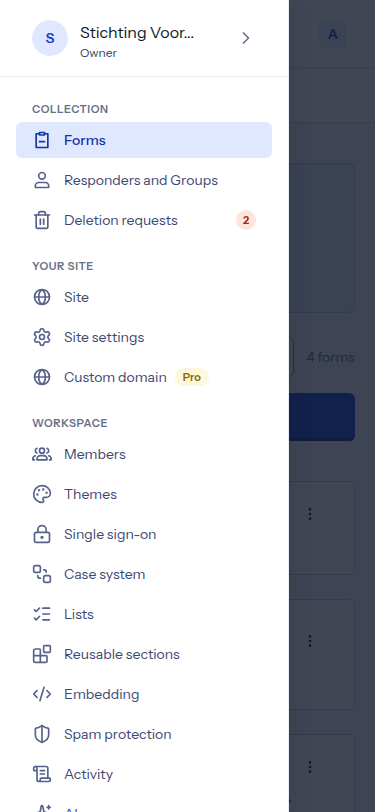 S
Stichting Voor...
Owner
A
COLLECTION
Forms
Responders and Groups
Deletion requests
2
YOUR SITE
Site
Site settings
4 forms
Custom domain
Pro
WORKSPACE
Members
Themes
Single sign-on
Case system
Lists
Reusable sections
Embedding
Spam protection
Activity